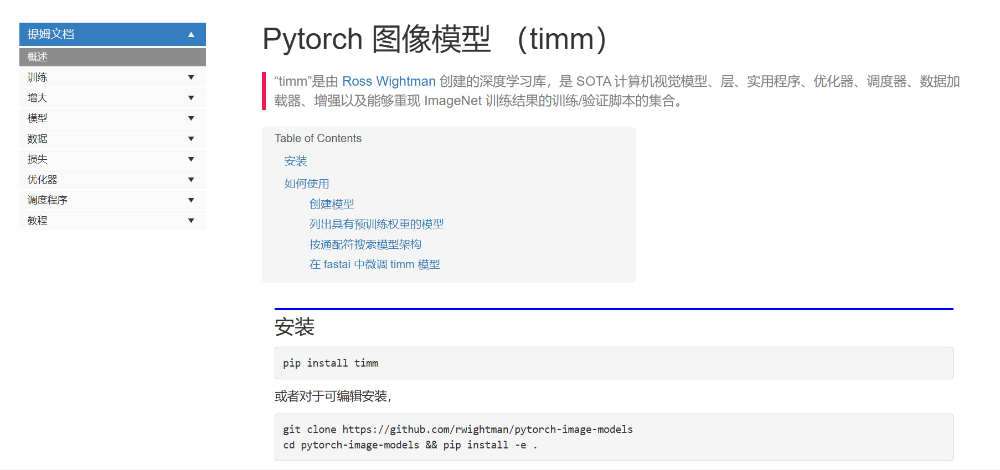 提姆文档 ▲
概述
训练 ▼
增大 ▼
模型 ▼
数据 ▼
损失 ▼
优化器 ▼
调度程序 ▼
教程 ▼
Pytorch 图像模型 （timm）
“timm”是由 Ross Wightman 创建的深度学习库，是 SOTA 计算机视觉模型、层、实用程序、优化器、调度器、数据加
载器、增强以及能够重现 ImageNet 训练结果的训练/验证脚本的集合。
Table of Contents
安装
如何使用
创建模型
列出具有预训练权重的模型
按通配符搜索模型架构
在 fastai 中微调 timm 模型
安装
pip install timm
或者对于可编辑安装，
git clone https://github.com/rwightman/pytorch-image-models
cd pytorch-image-models && pip install -e .